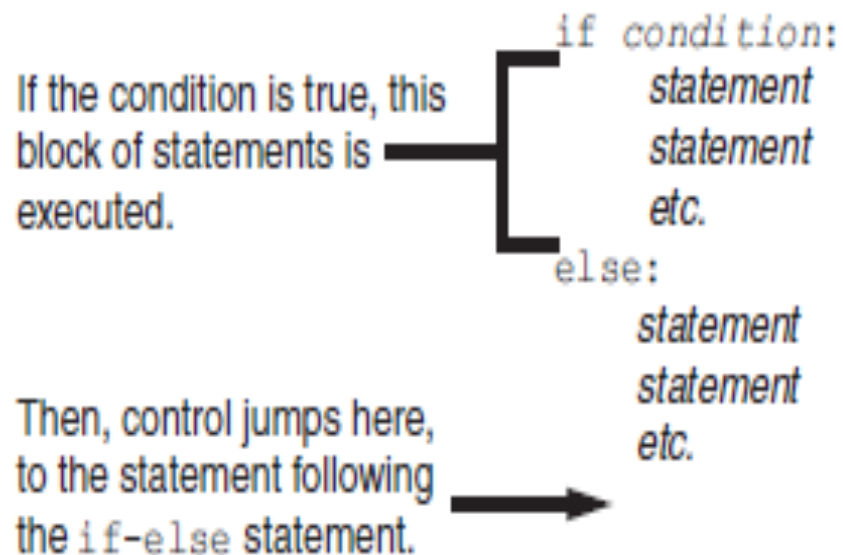 If the condition is true, this
block of statements is
executed.
if condition:
statement
statement
etc.
else:
statement
statement
etc.
Then, control jumps here,
to the statement following
the if-else statement.